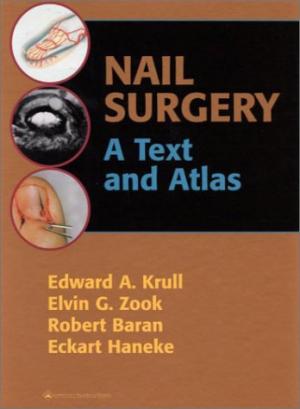 NAIL
SURGERY
A Text
and Atlas
Edward A. Krull
Elvin G. Zook
Robert Baran
Eckart Haneke